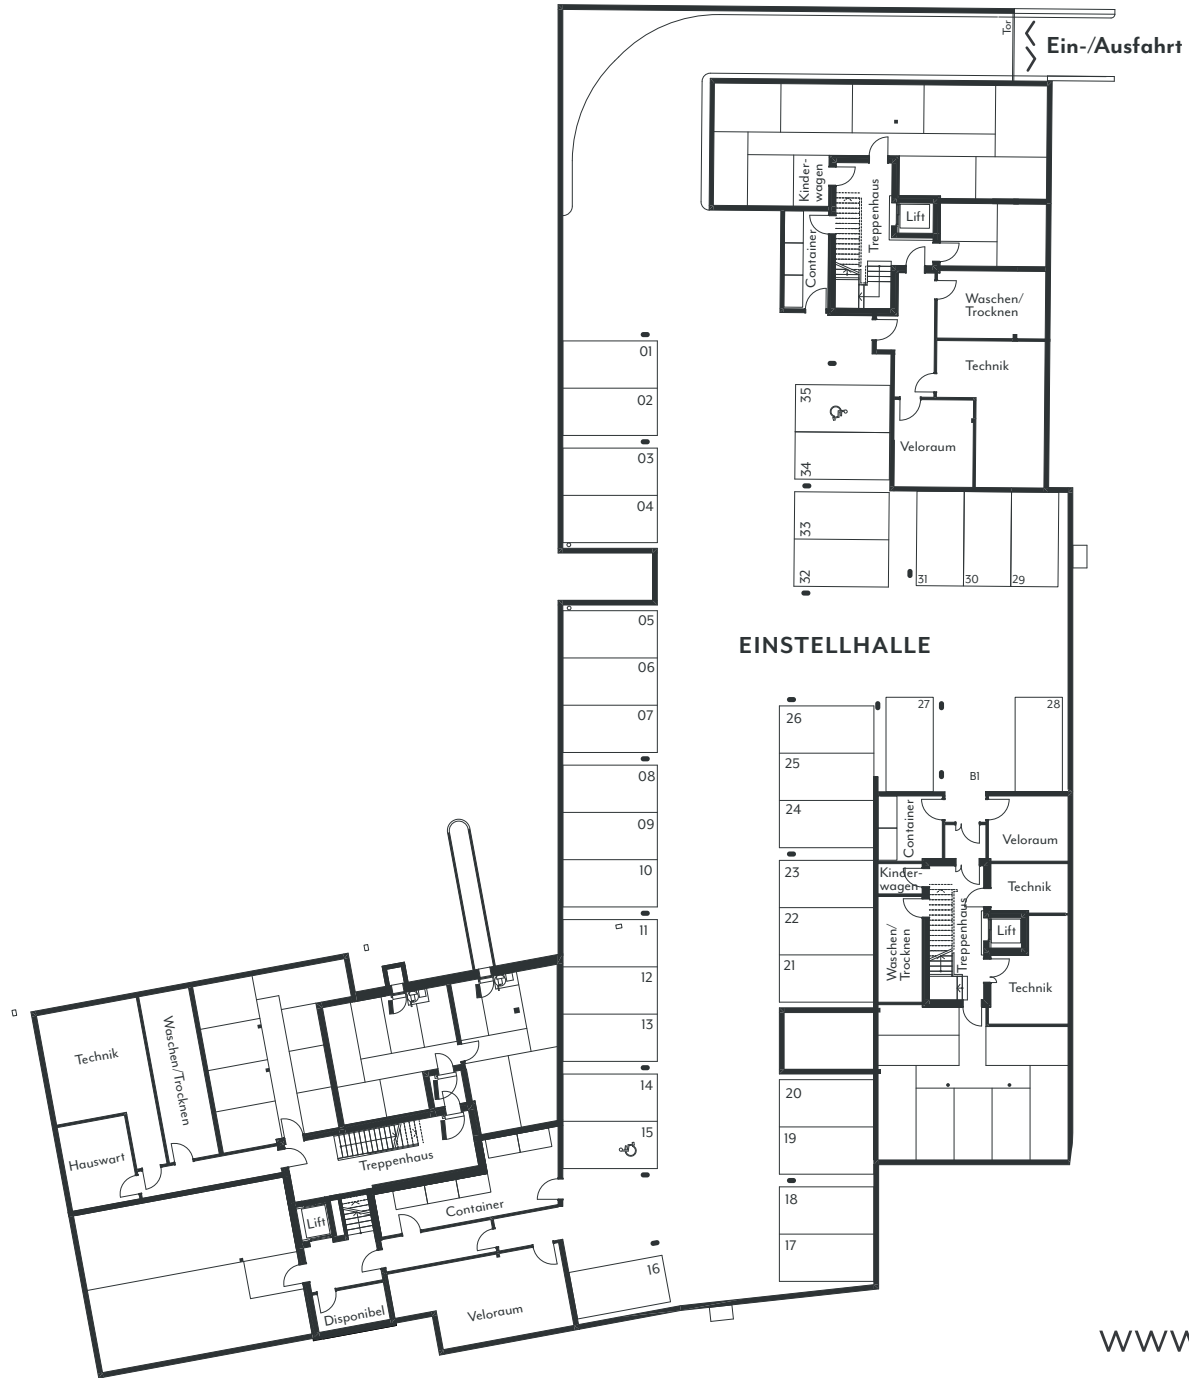 Tor
Ein-/Ausfahrt
Kinder-
wagen
Treppenhaus
Lift
Container
Waschen/
Trocknen
Technik
Veloraum
01
02
03
04
35
34
33
32
31
30
29
EINSTELLHALLE
05
06
07
08
09
10
11
12
13
14
15
16
26
25
24
23
22
21
20
19
18
17
27
28
B1
Container
Veloraum
Kinder-
wagen
Technik
Treppenhaus
Lift
Waschen/
Trocknen
Technik
Technik
Waschen/Trocknen
Hauswart
Treppenhaus
Lift
Container
Disponibel
Veloraum
WWW